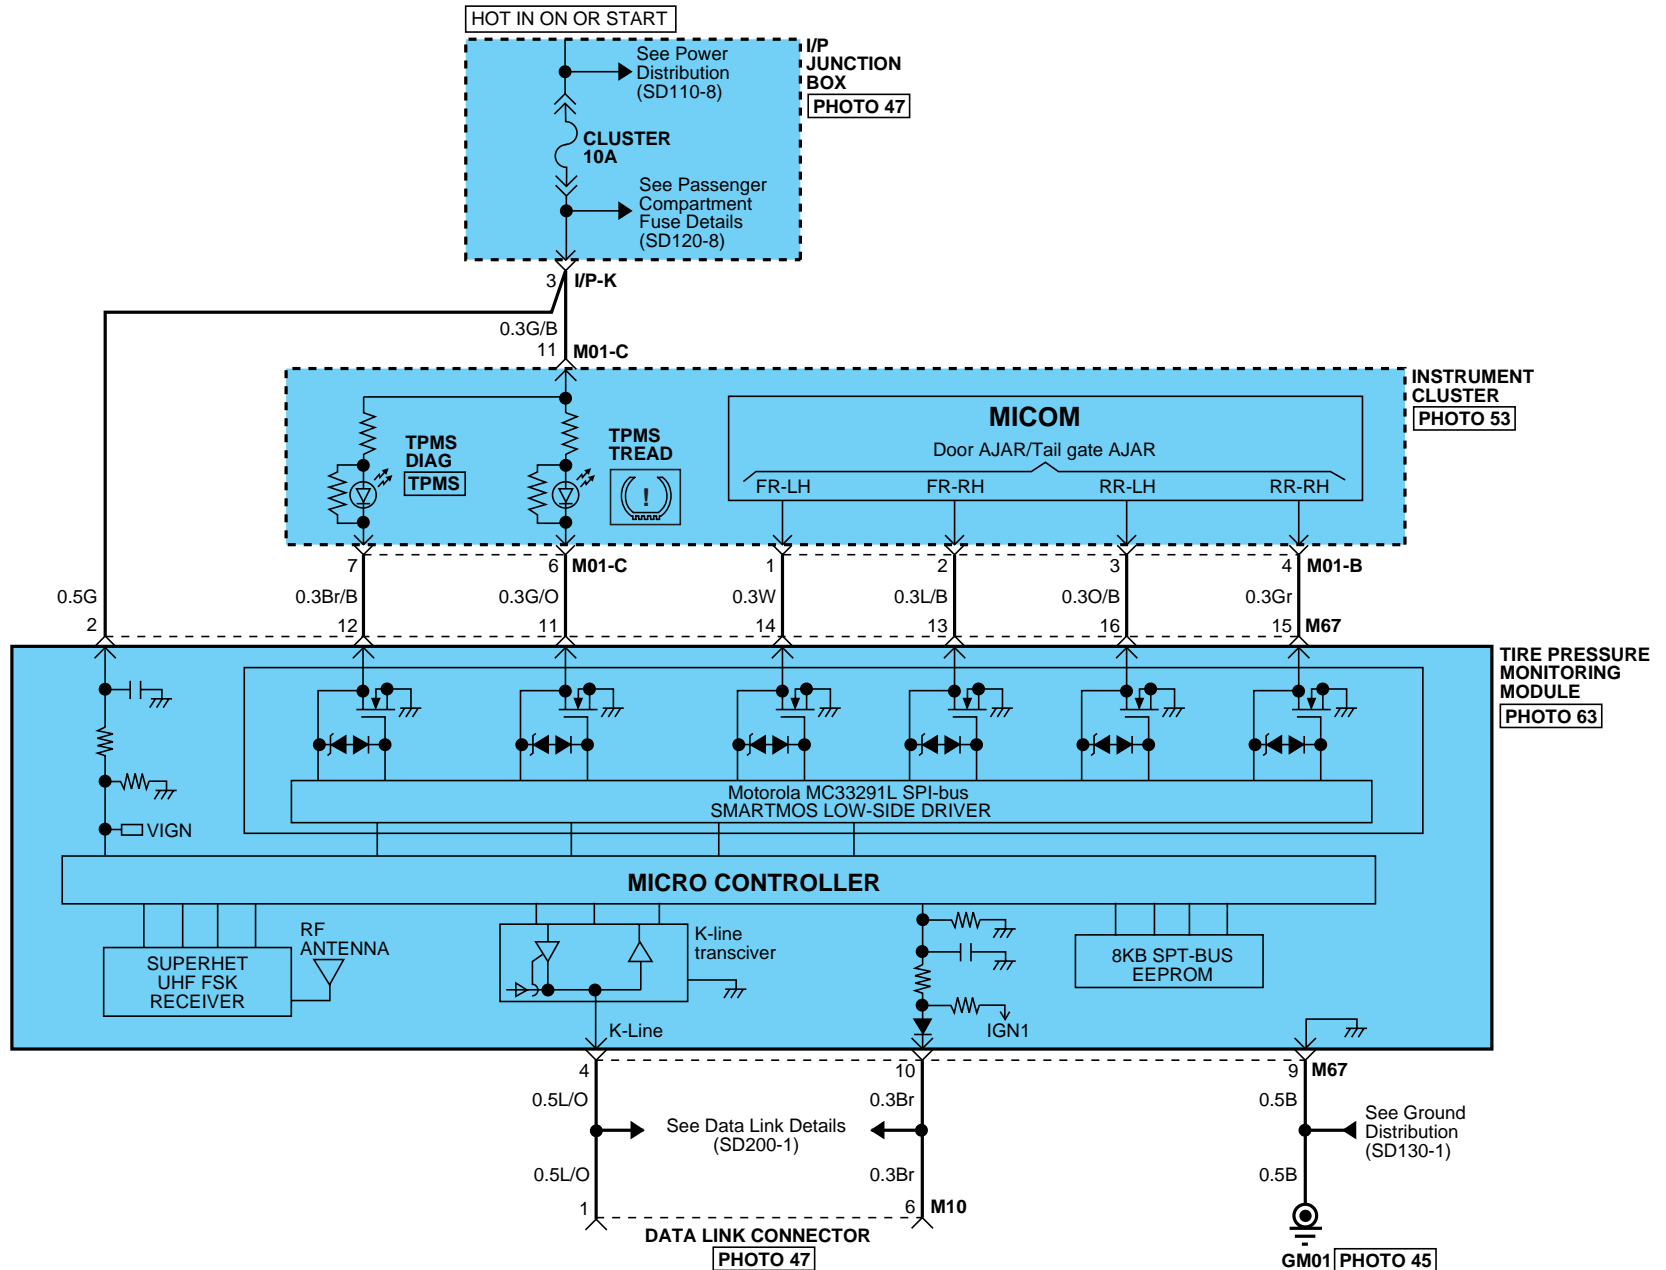 HOT IN ON OR START
See Power
Distribution
(SD110-8)
I/P
JUNCTION
BOX
PHOTO 47
CLUSTER
10A
See Passenger
Compartment
Fuse Details
(SD120-8)
3 I/P-K
0.3G/B
11 M01-C
INSTRUMENT
CLUSTER
PHOTO 53
TPMS
DIAG
TPMS
TPMS
TREAD
!
MICOM
Door AJAR/Tail gate AJAR
FR-LH FR-RH RR-LH RR-RH
7 6 M01-C 1 2 3 4 M01-B
0.5G 0.3Br/B 0.3G/O 0.3W 0.3L/B 0.3O/B 0.3Gr
2 12 11 14 13 16 15 M67
TIRE PRESSURE
MONITORING
MODULE
PHOTO 63
Motorola MC33291L SPI-bus
SMARTMOS LOW-SIDE DRIVER
VIGN
MICRO CONTROLLER
RF
ANTENNA
SUPERHET
UHF FSK
RECEIVER
K-line
transciver
8KB SPT-BUS
EEPROM
K-Line
IGN1
4 10 9 M67
0.5L/O 0.3Br 0.5B
See Data Link Details
(SD200-1)
See Ground
Distribution
(SD130-1)
0.5L/O 0.3Br 0.5B
1 6 M10
DATA LINK CONNECTOR
PHOTO 47
GM01 PHOTO 45